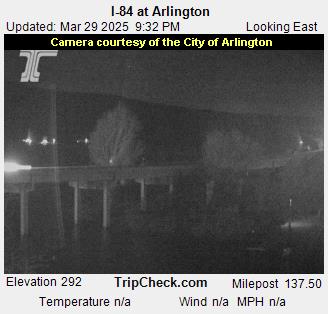 I-84 at Arlington
Updated: Mar 29 2025 9:32 PM Looking East
Camera courtesy of the City of Arlington
Elevation 292 TripCheck.com Milepost 137.50
Temperature n/a Wind n/a MPH n/a